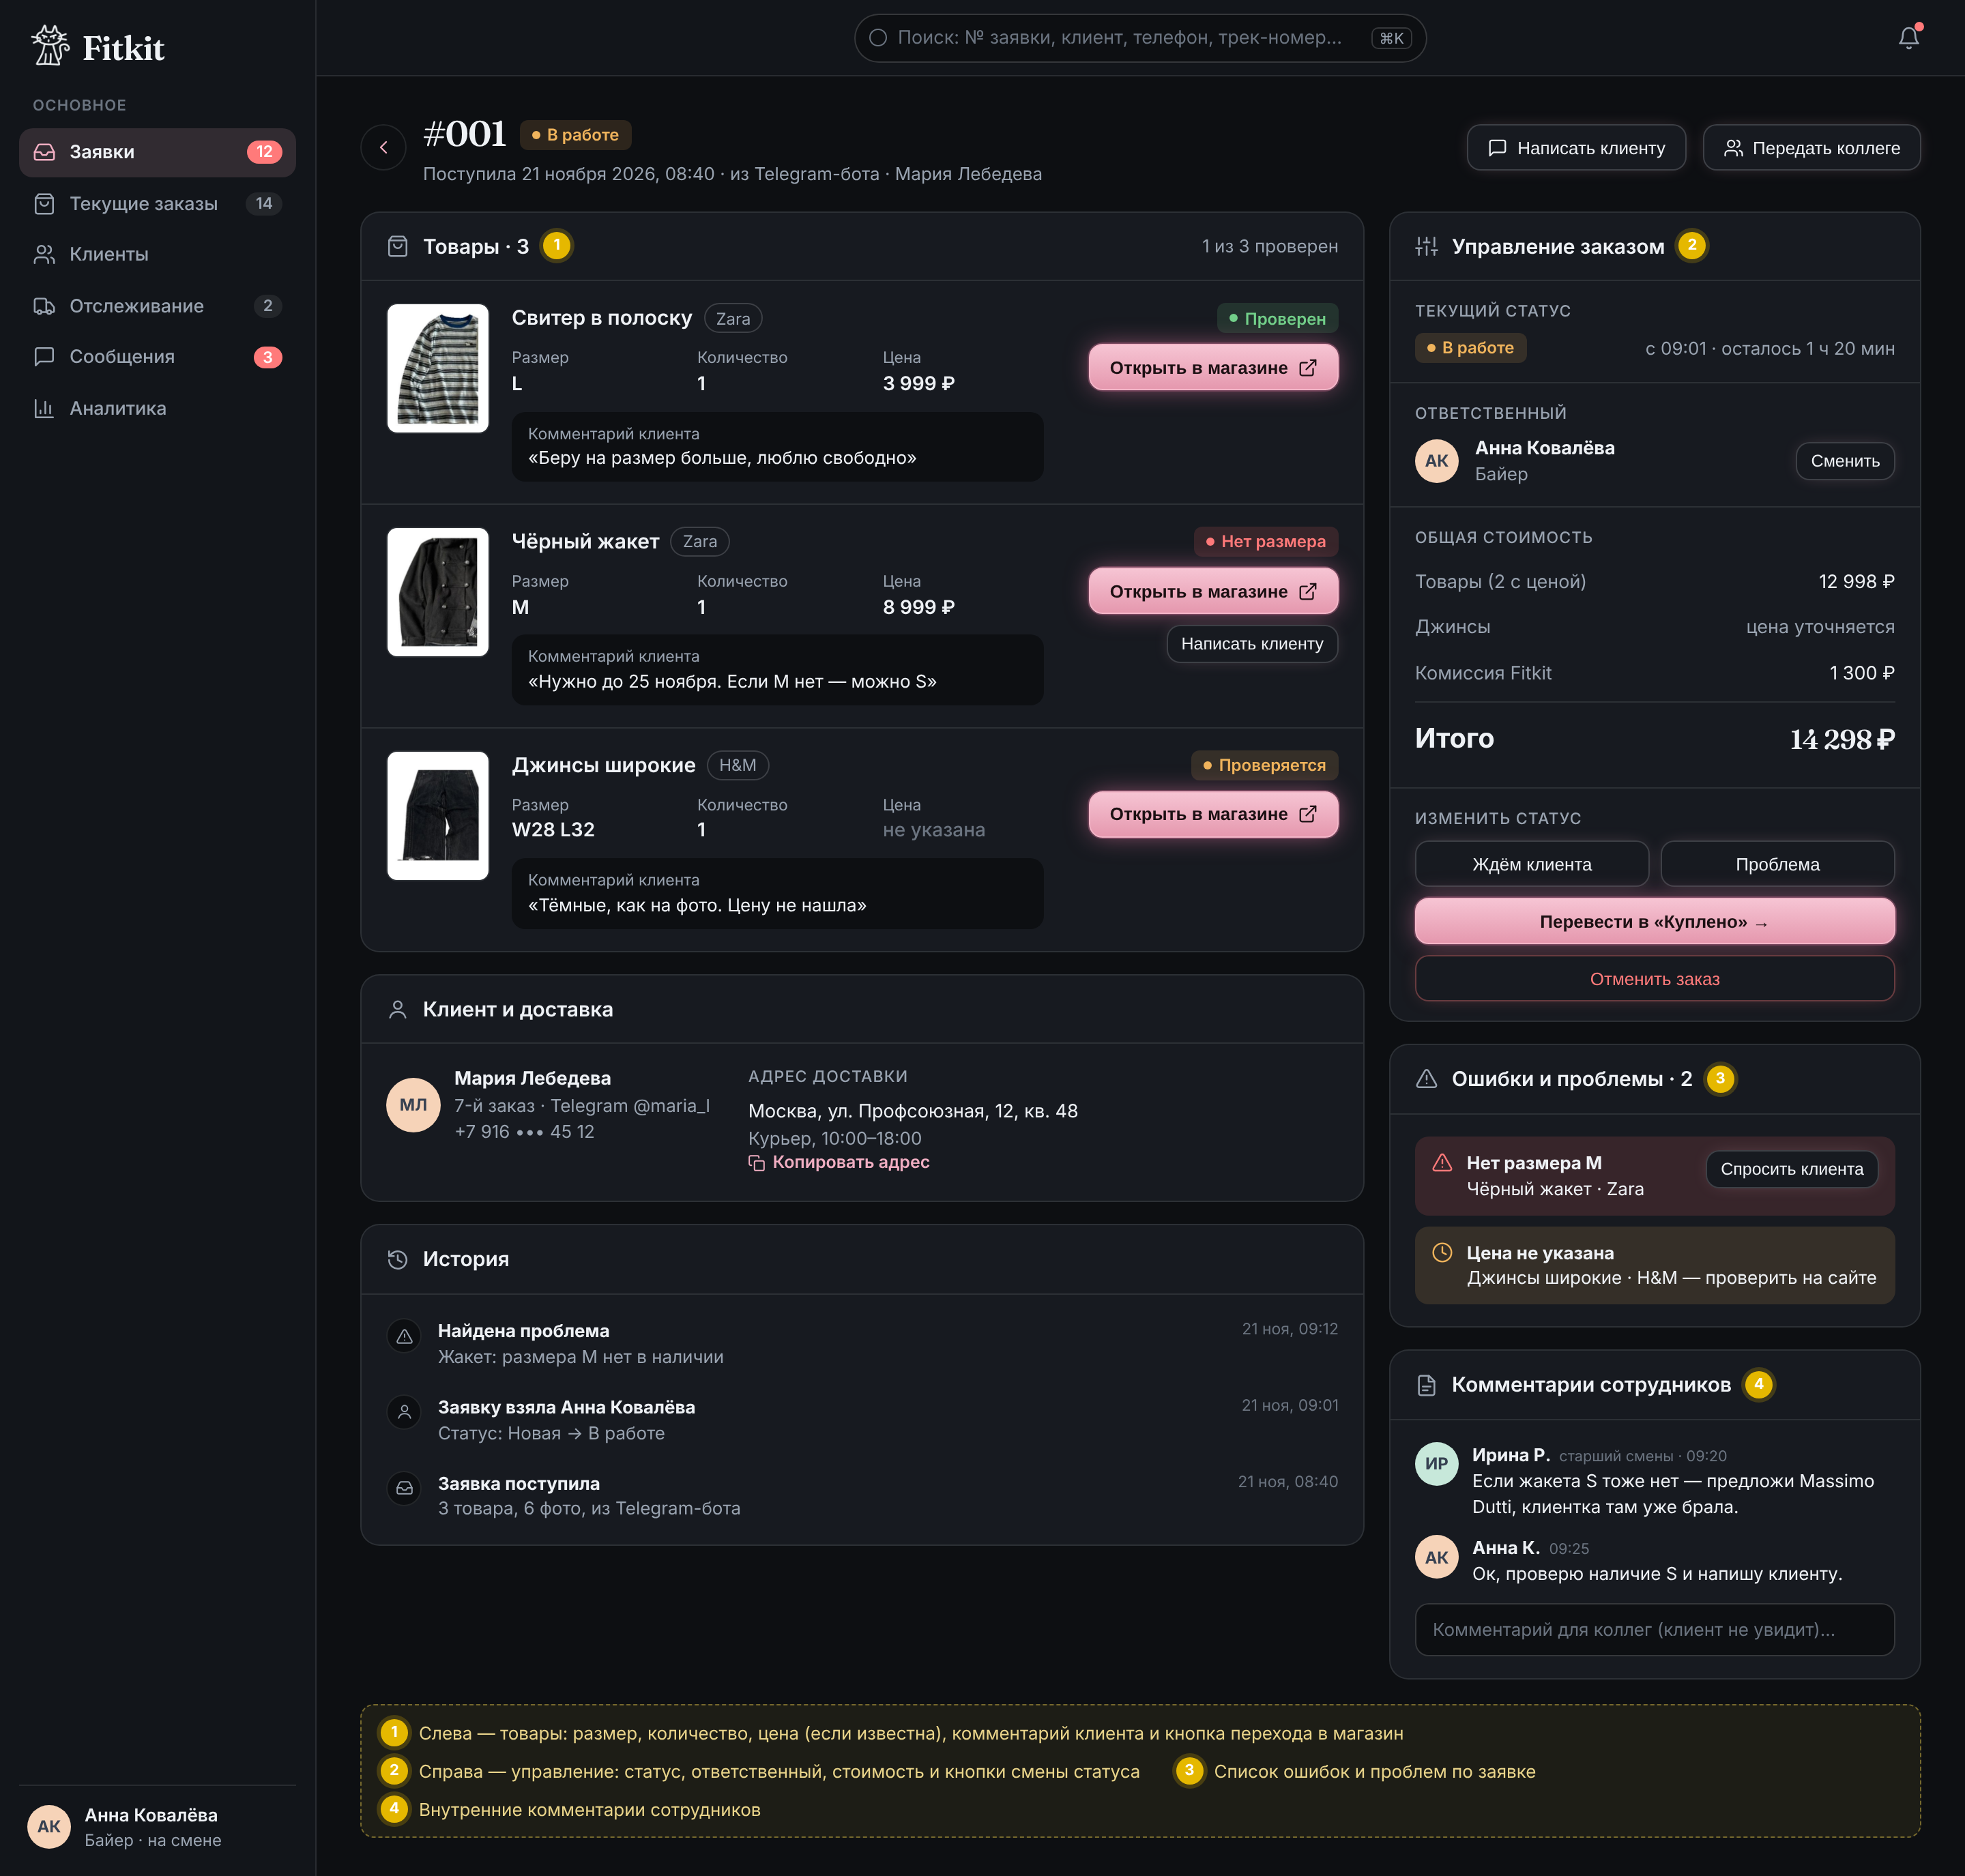 Fitkit
Поиск: № заявки, клиент, телефон, трек-номер...
⌘K
ОСНОВНОЕ
Заявки 12
Текущие заказы 14
Клиенты
Отслеживание 2
Сообщения 3
Аналитика
#001 В работе
Поступила 21 ноября 2026, 08:40 · из Telegram-бота · Мария Лебедева
Написать клиенту
Передать коллеге
Товары · 3 1
1 из 3 проверен
Свитер в полоску Zara
Проверен
Размер Количество Цена
L 1 3 999 ₽
Открыть в магазине
Комментарий клиента
«Беру на размер больше, люблю свободно»
Чёрный жакет Zara
Нет размера
Размер Количество Цена
M 1 8 999 ₽
Открыть в магазине
Написать клиенту
Комментарий клиента
«Нужно до 25 ноября. Если M нет — можно S»
Джинсы широкие H&M
Проверяется
Размер Количество Цена
W28 L32 1 не указана
Открыть в магазине
Комментарий клиента
«Тёмные, как на фото. Цену не нашла»
Клиент и доставка
МЛ
Мария Лебедева
7-й заказ · Telegram @maria_l
+7 916 ••• 45 12
АДРЕС ДОСТАВКИ
Москва, ул. Профсоюзная, 12, кв. 48
Курьер, 10:00–18:00
Копировать адрес
История
Найдена проблема 21 ноя, 09:12
Жакет: размера M нет в наличии
Заявку взяла Анна Ковалёва 21 ноя, 09:01
Статус: Новая → В работе
Заявка поступила 21 ноя, 08:40
3 товара, 6 фото, из Telegram-бота
Управление заказом 2
ТЕКУЩИЙ СТАТУС
В работе с 09:01 · осталось 1 ч 20 мин
ОТВЕТСТВЕННЫЙ
АК
Анна Ковалёва
Байер
Сменить
ОБЩАЯ СТОИМОСТЬ
Товары (2 с ценой) 12 998 ₽
Джинсы цена уточняется
Комиссия Fitkit 1 300 ₽
Итого 14 298 ₽
ИЗМЕНИТЬ СТАТУС
Ждём клиента
Проблема
Перевести в «Куплено» →
Отменить заказ
Ошибки и проблемы · 2 3
Нет размера M
Чёрный жакет · Zara
Спросить клиента
Цена не указана
Джинсы широкие · H&M — проверить на сайте
Комментарии сотрудников 4
ИР
Ирина Р. старший смены · 09:20
Если жакета S тоже нет — предложи Massimo
Dutti, клиентка там уже брала.
АК
Анна К. 09:25
Ок, проверю наличие S и напишу клиенту.
Комментарий для коллег (клиент не увидит)...
1 Слева — товары: размер, количество, цена (если известна), комментарий клиента и кнопка перехода в магазин
2 Справа — управление: статус, ответственный, стоимость и кнопки смены статуса
3 Список ошибок и проблем по заявке
4 Внутренние комментарии сотрудников
АК
Анна Ковалёва
Байер · на смене